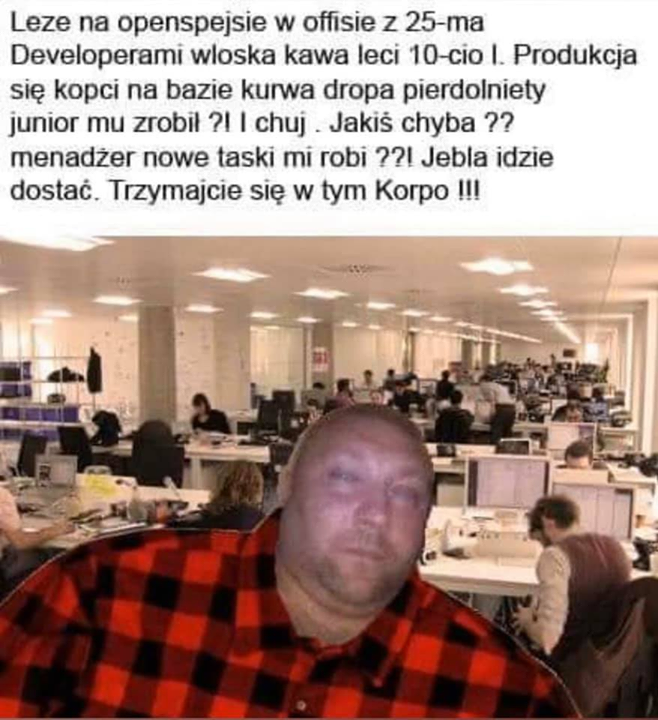 Leze na openspejsie w offisie z 25-ma
Developerami wloska kawa leci 10-cio l. Produkcja
się kopci na bazie kurwa dropa pierdolniety
junior mu zrobil ?! I chuj . Jakiś chyba ??
menadżer nowe taski mi robi ??! Jebla idzie
dostać. Trzymajcie się w tym Korpo !!!